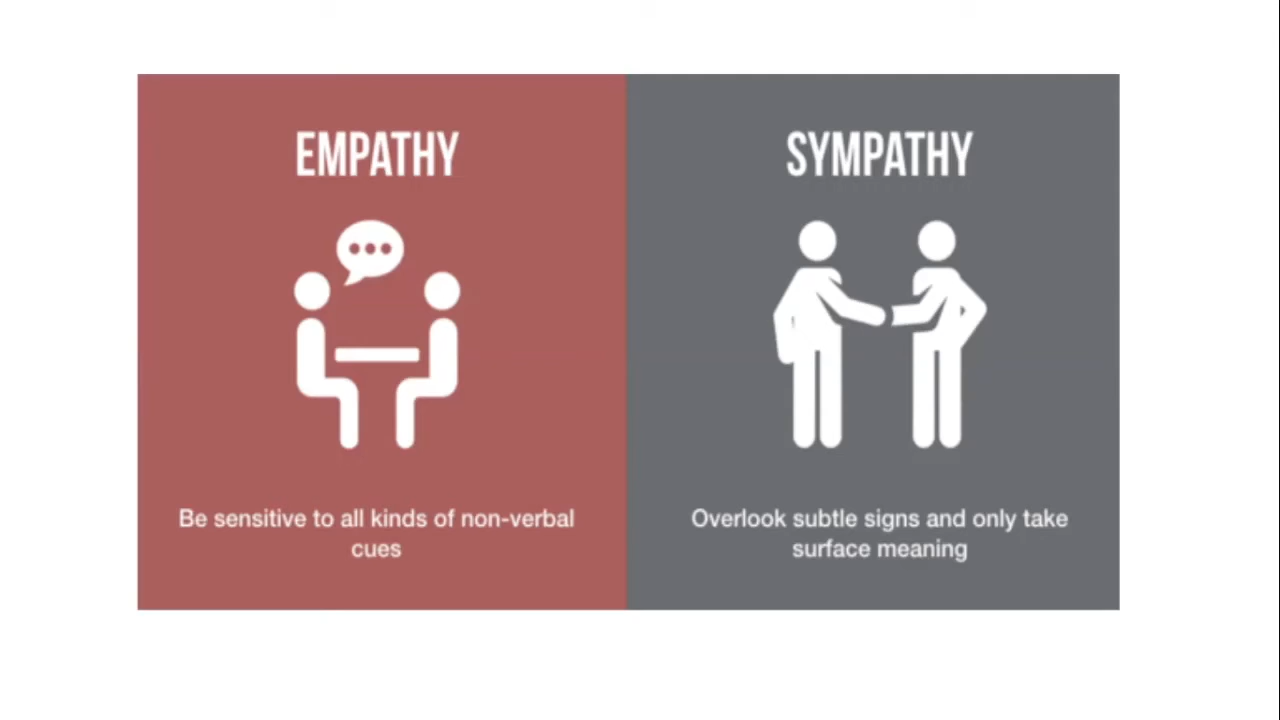 EMPATHY
Be sensitive to all kinds of non-verbal
cues
SYMPATHY
Overlook subtle signs and only take
surface meaning